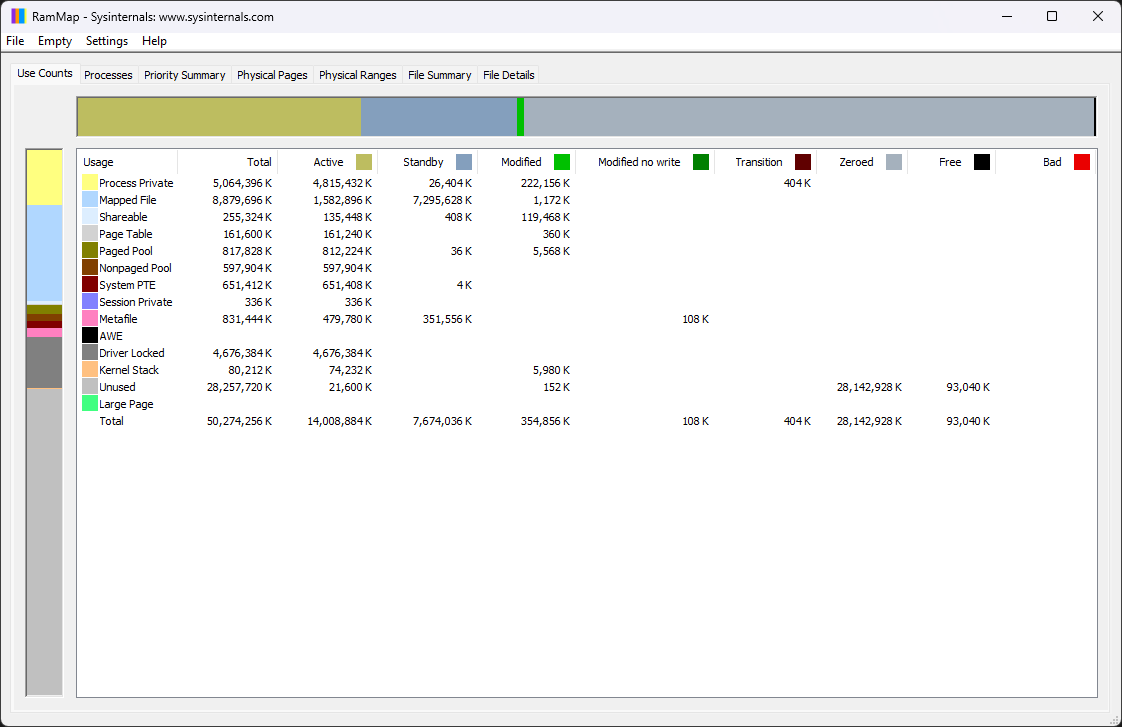 RamMap - Sysinternals: www.sysinternals.com
File Empty Settings Help
Use Counts Processes Priority Summary Physical Pages Physical Ranges File Summary File Details
Usage Total Active Standby Modified Modified no write Transition Zeroed Free Bad
Process Private 5,064,396 K 4,815,432 K 26,404 K 222,156 K 404 K
Mapped File 8,879,696 K 1,582,896 K 7,295,628 K 1,172 K
Shareable 255,324 K 135,448 K 408 K 119,468 K
Page Table 161,600 K 161,240 K 360 K
Paged Pool 817,828 K 812,224 K 36 K 5,568 K
Nonpaged Pool 597,904 K 597,904 K
System PTE 651,412 K 651,408 K 4 K
Session Private 336 K 336 K
Metafile 831,444 K 479,780 K 351,556 K 108 K
AWE
Driver Locked 4,676,384 K 4,676,384 K
Kernel Stack 80,212 K 74,232 K 5,980 K
Unused 28,257,720 K 21,600 K 152 K 28,142,928 K 93,040 K
Large Page
Total 50,274,256 K 14,008,884 K 7,674,036 K 354,856 K 108 K 404 K 28,142,928 K 93,040 K